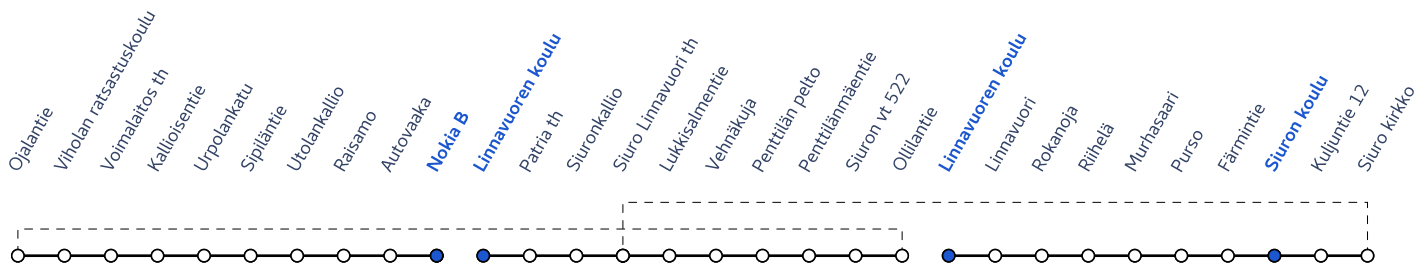 Ojalantie
Viholan ratsastuskoulu
Voimalaitos th
Kallioisentie
Urpolankatu
Sipiläntie
Utolankallio
Raisamo
Autovaaka
Nokia B
Linnavuoren koulu
Patria th
Siuronkallio
Siuro Linnavuori th
Lukkisalmentie
Vehnäkuja
Penttilän pelto
Penttilänmäentie
Siuron vt 522
Ollilantie
Linnavuoren koulu
Linnavuori
Rokanoja
Riihelä
Murhasaari
Purso
Färmintie
Siuron koulu
Kuljuntie 12
Siuro kirkko